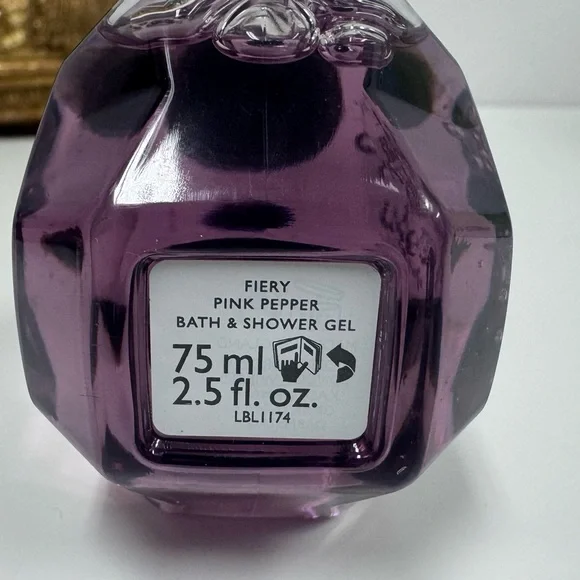 FIERY
PINK PEPPER
BATH & SHOWER GEL
75 ml
2.5 fl. oz.
LBL1174